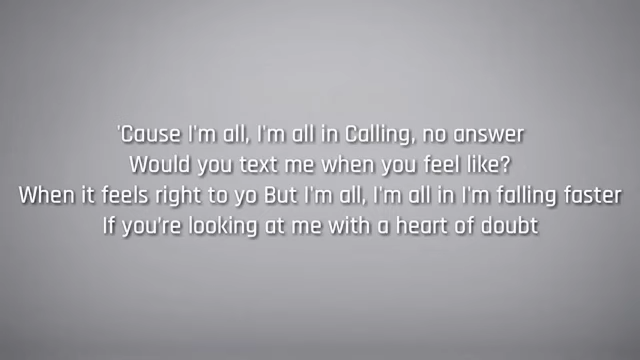 'Cause I'm all, I'm all in Calling, no answer
Would you text me when you feel like?
When it feels right to yo But I'm all, I'm all in I'm falling faster
If you're looking at me with a heart of doubt